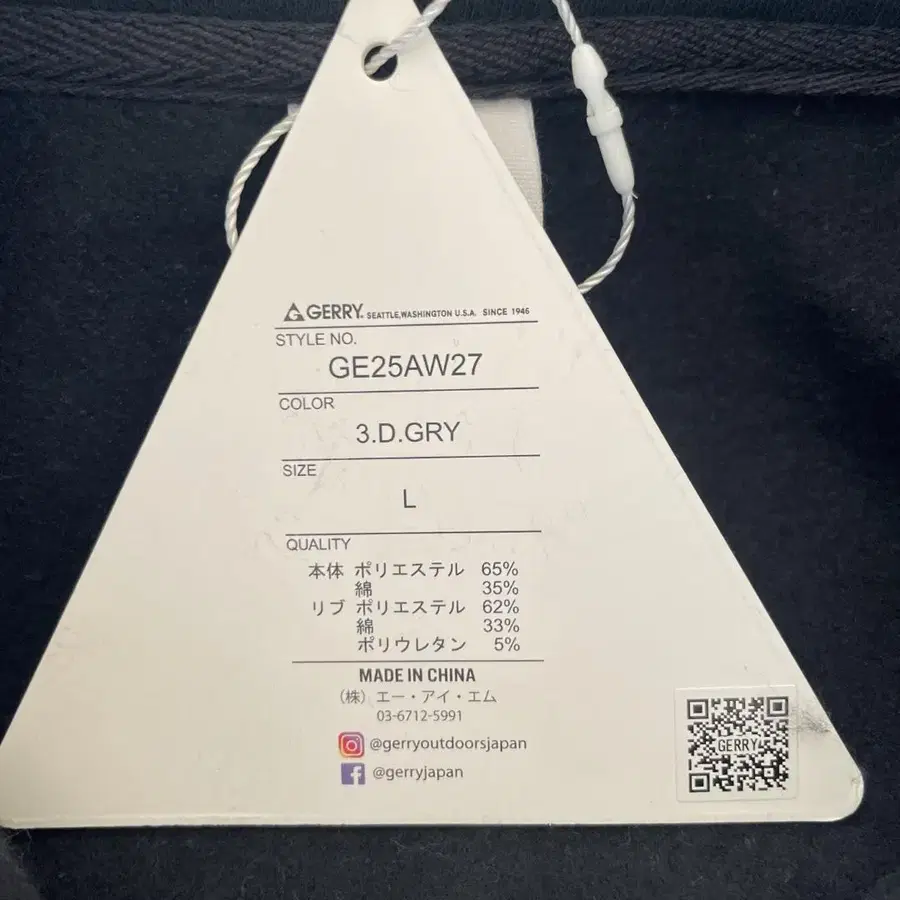 GERRY. SEATTLE,WASHINGTON U.S.A. SINCE 1946
STYLE NO.
GE25AW27
COLOR
3.D.GRY
SIZE
L
QUALITY
本体 ポリエステル 65%
綿 35%
リブ ポリエステル 62%
綿 33%
ポリウレタン 5%
MADE IN CHINA
（株）エー・アイ・エム
03-6712-5991
@gerryoutdoorsjapan
@gerryjapan
GERRY